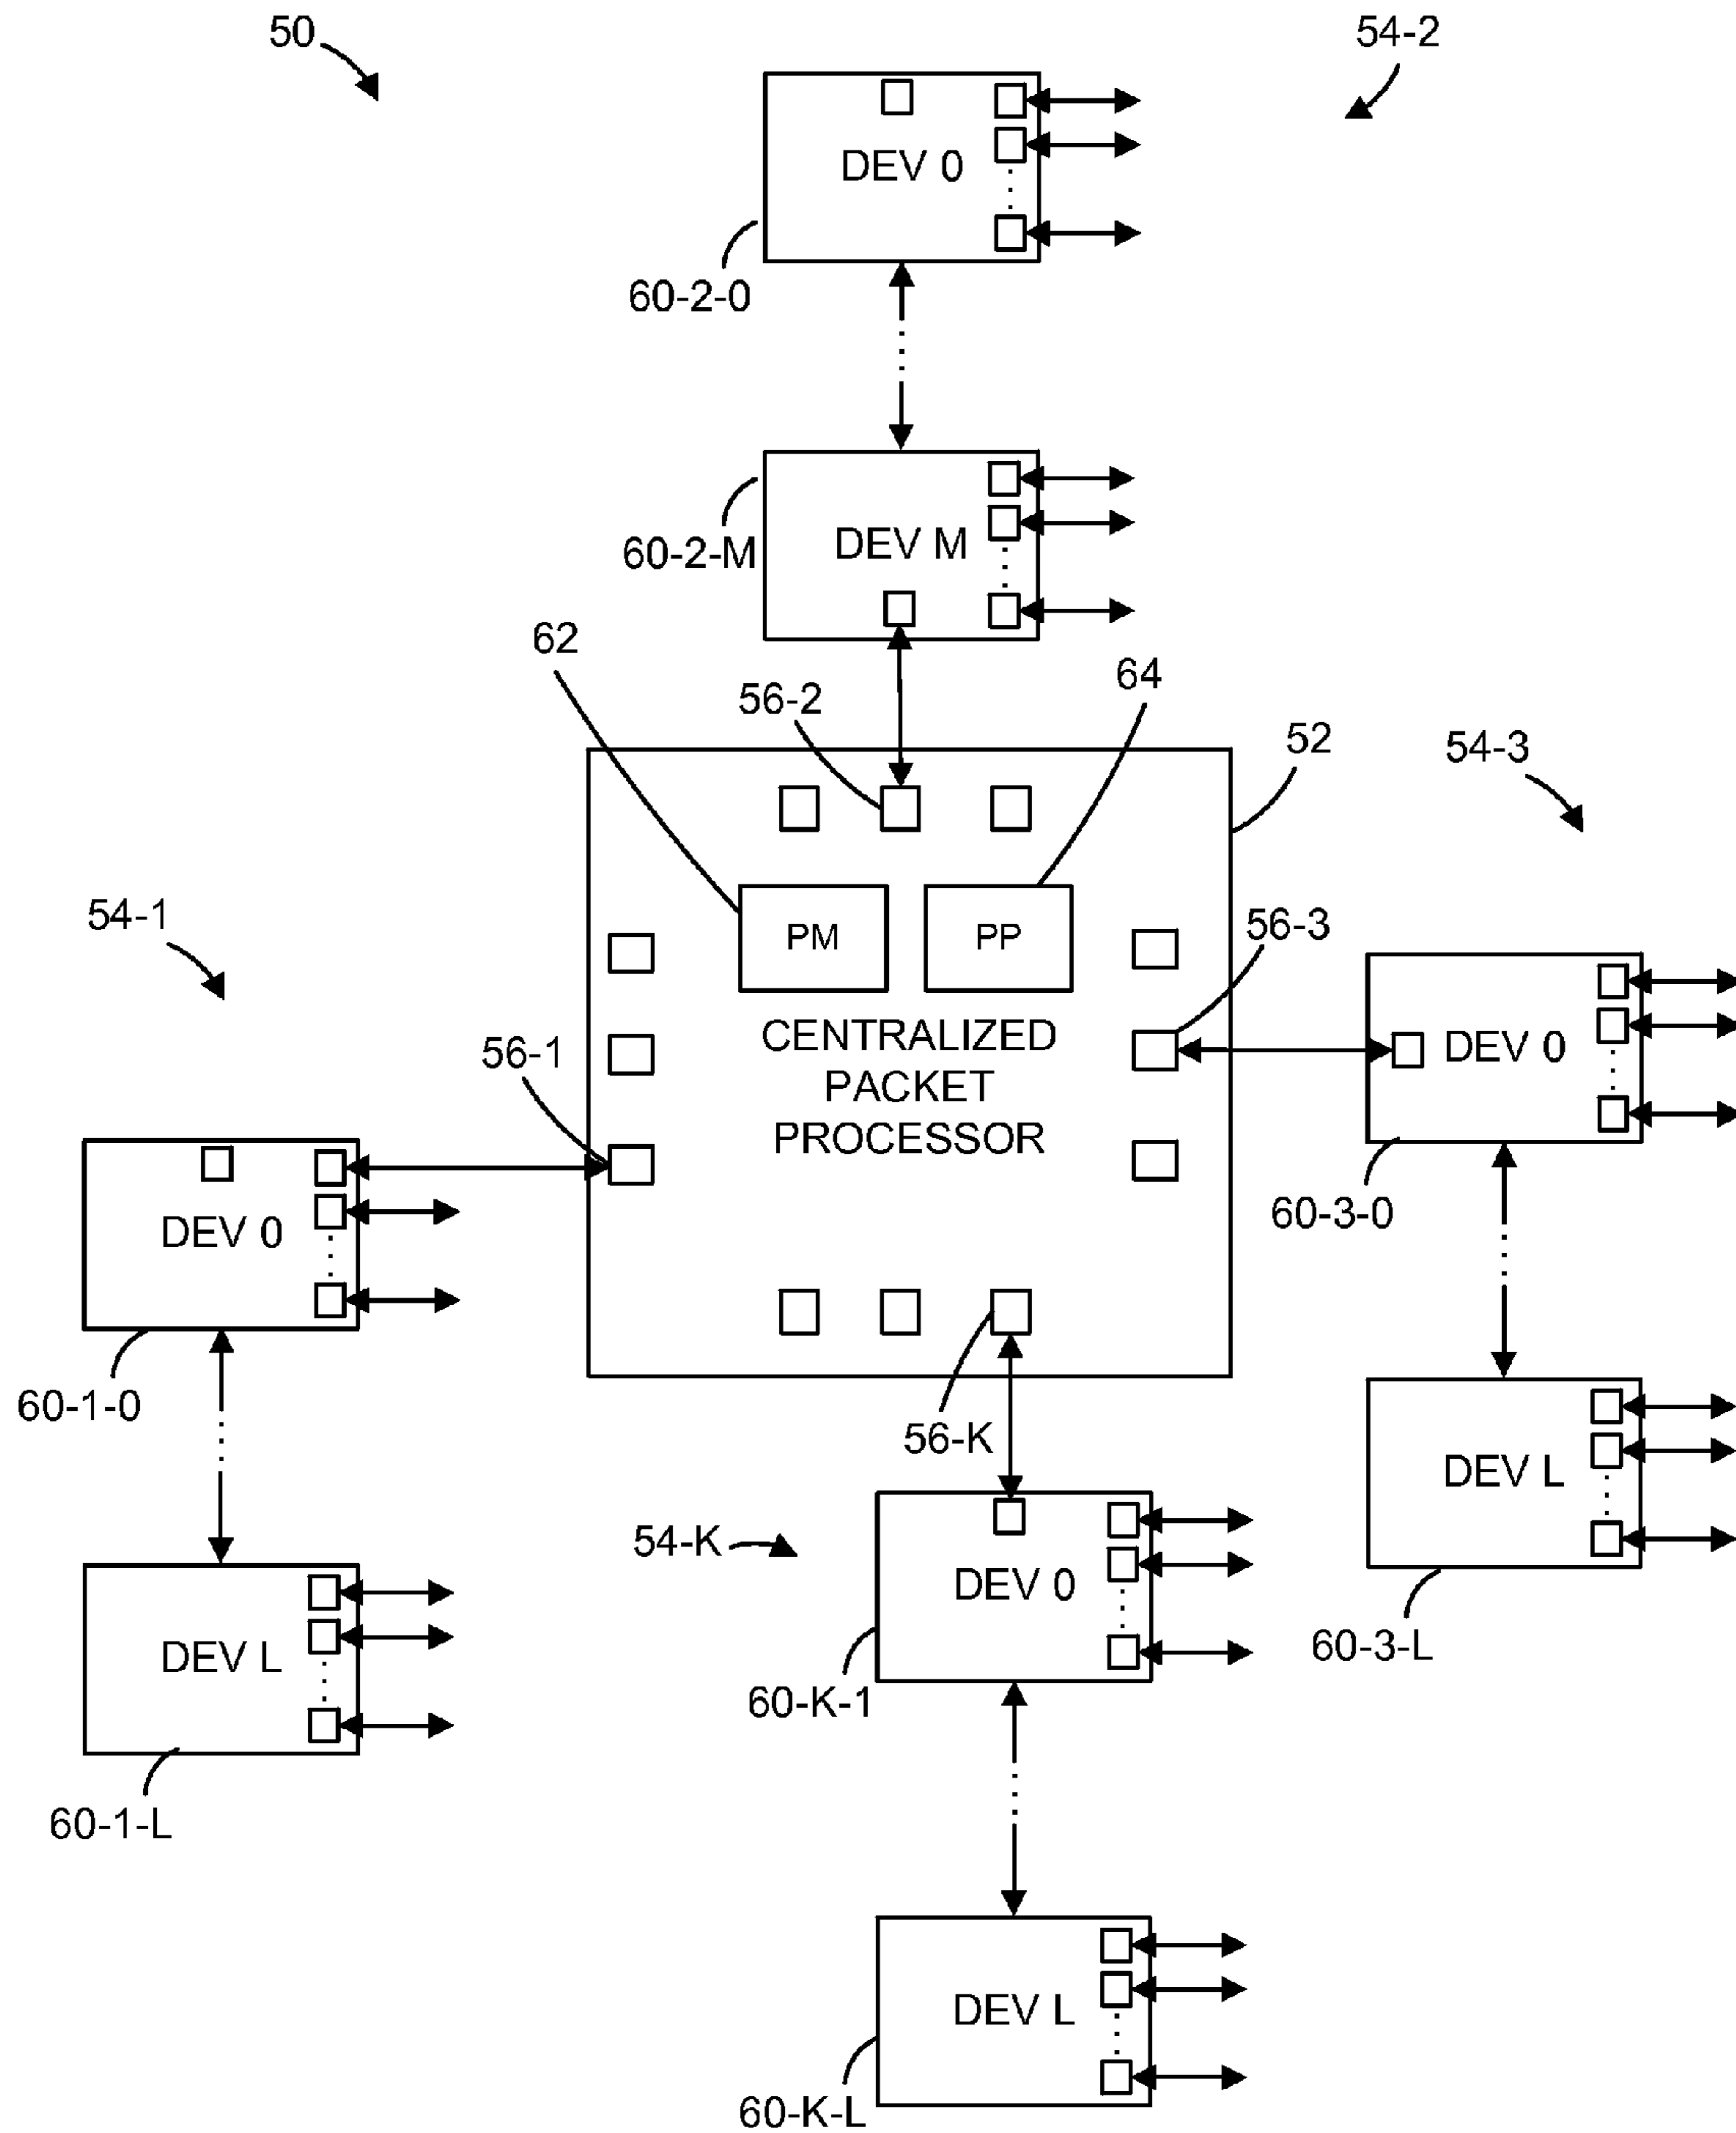 50
54-2
DEV 0
60-2-0
60-2-M
DEV M
62
64
56-2
52
54-3
54-1
PM
PP
56-3
CENTRALIZED
PACKET
PROCESSOR
56-1
DEV 0
DEV 0
60-3-0
60-1-0
56-K
DEV L
54-K
DEV 0
DEV L
60-3-L
60-K-1
60-1-L
DEV L
60-K-L